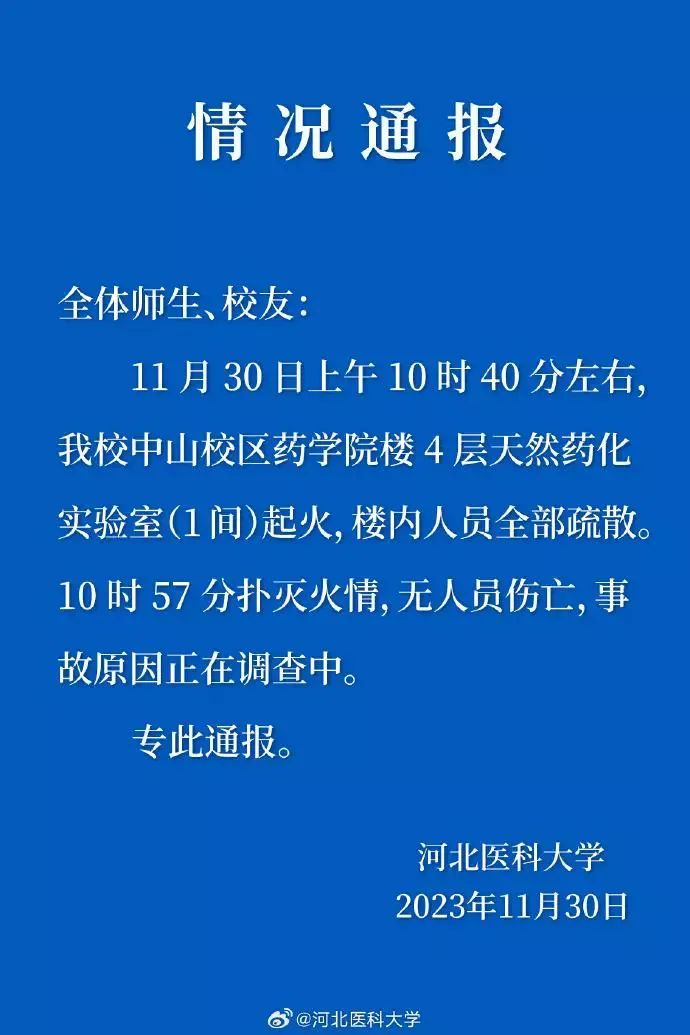 情况通报
全体师生、校友：
11 月 30 日上午 10 时 40 分左右，
我校中山校区药学院楼 4 层天然药化
实验室（1 间）起火，楼内人员全部疏散。
10 时 57 分扑灭火情，无人员伤亡，事
故原因正在调查中。
专此通报。
河北医科大学
2023年11月30日
@河北医科大学